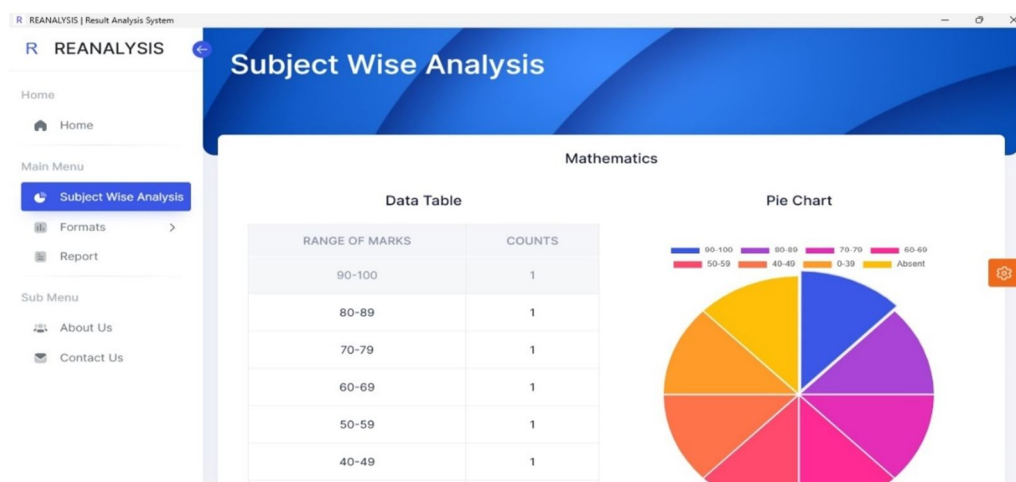 R REANALYSIS | Result Analysis System
R REANALYSIS
Home
Home
Main Menu
Subject Wise Analysis
Formats
Report
Sub Menu
About Us
Contact Us
Subject Wise Analysis
Mathematics
Data Table
RANGE OF MARKS COUNTS
90-100 1
80-89 1
70-79 1
60-69 1
50-59 1
40-49 1
Pie Chart
90-100 80-89 70-79 60-69
50-59 40-49 0-39 Absent